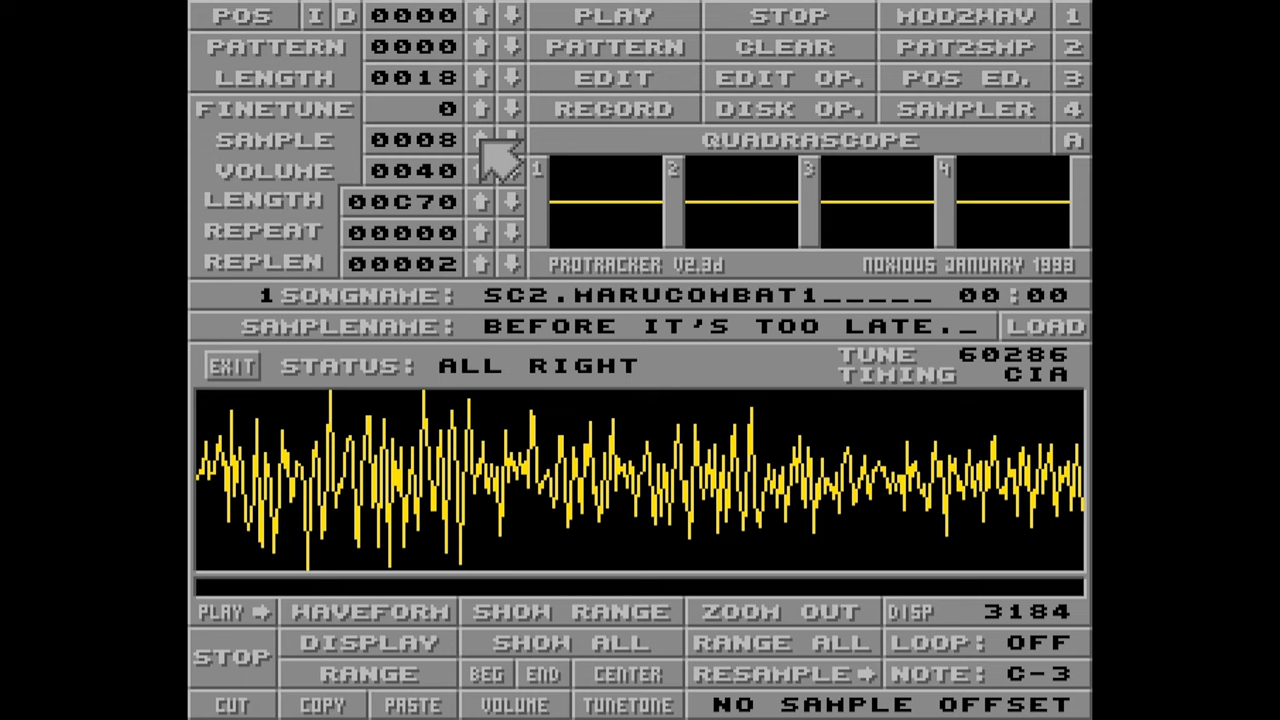 POS I D 0000 PLAY STOP MOD2WAV 1
PATTERN 0000 PATTERN CLEAR PAT2SMP 2
LENGTH 0018 EDIT EDIT OP. POS ED. 3
FINETUNE 0 RECORD DISK OP. SAMPLER 4
SAMPLE 0008 QUADRASCOPE A
VOLUME 0040 1 2 3 4
LENGTH 00C70
REPEAT 00000
REPLEN 00002 PROTRACKER V2.3d NOXIOUS JANUARY 1993
1 SONGNAME: SC2.MARUCOMBAT1_____ 00:00
SAMPLENAME: BEFORE IT'S TOO LATE._ LOAD
EXIT STATUS: ALL RIGHT TUNE 60286
TIMING CIA
PLAY WAVEFORM SHOW RANGE ZOOM OUT DISP 3184
STOP DISPLAY SHOW ALL RANGE ALL LOOP: OFF
RANGE BEG END CENTER RESAMPLE NOTE: C-3
CUT COPY PASTE VOLUME TUNETONE NO SAMPLE OFFSET